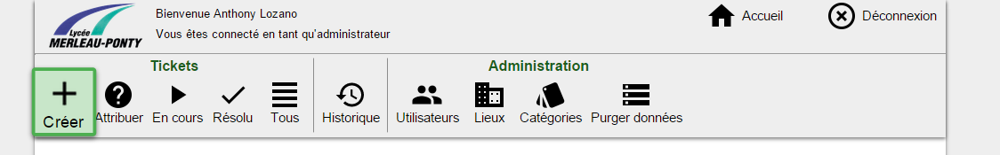 Lycée
MERLEAU-PONTY
Bienvenue Anthony Lozano
Vous êtes connecté en tant qu'administrateur
Accueil
Déconnexion
Tickets
Administration
Créer
Attribuer
En cours
Résolu
Tous
Historique
Utilisateurs
Lieux
Catégories
Purger données